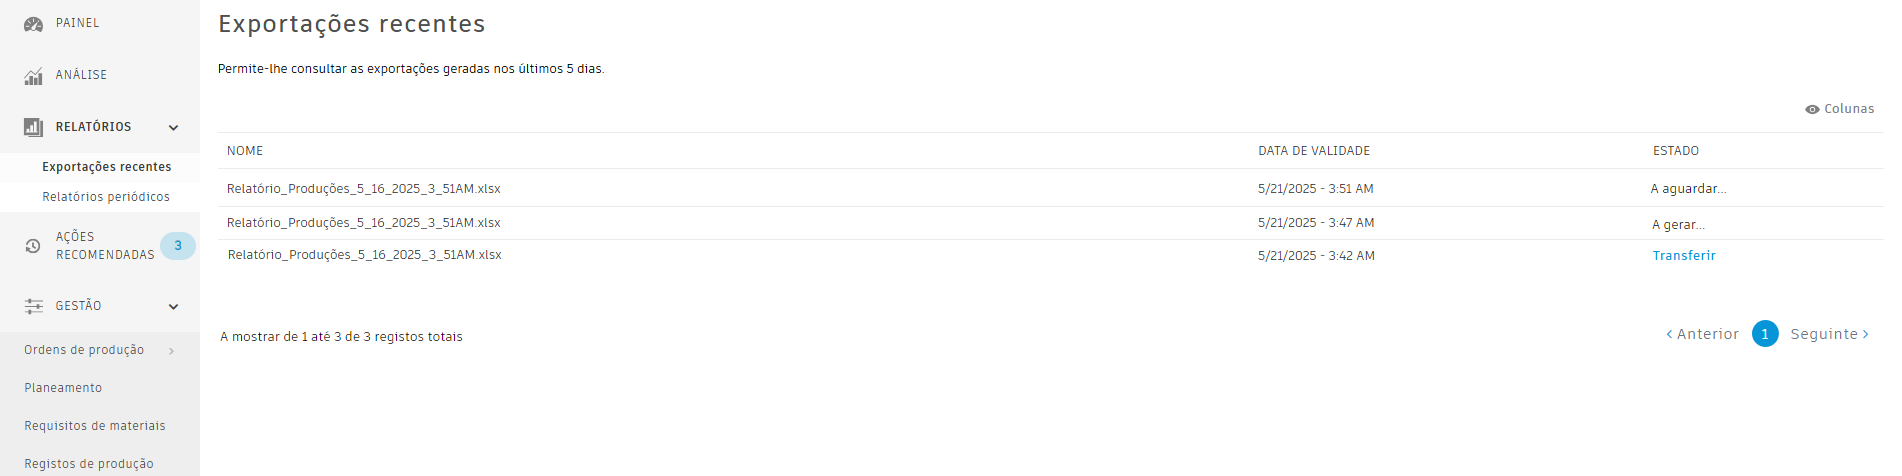 PAINEL
ANÁLISE
RELATÓRIOS
Exportações recentes
Relatórios periódicos
AÇÕES
RECOMENDADAS 3
GESTÃO
Ordens de produção
Planeamento
Requisitos de materiais
Registos de produção
Exportações recentes
Permite-lhe consultar as exportações geradas nos últimos 5 dias.
Colunas
NOME DATA DE VALIDADE ESTADO
Relatório_Produções_5_16_2025_3_51AM.xlsx 5/21/2025 - 3:51 AM A aguardar...
Relatório_Produções_5_16_2025_3_51AM.xlsx 5/21/2025 - 3:47 AM A gerar...
Relatório_Produções_5_16_2025_3_51AM.xlsx 5/21/2025 - 3:42 AM Transferir
A mostrar de 1 até 3 de 3 registos totais
< Anterior 1 Seguinte >